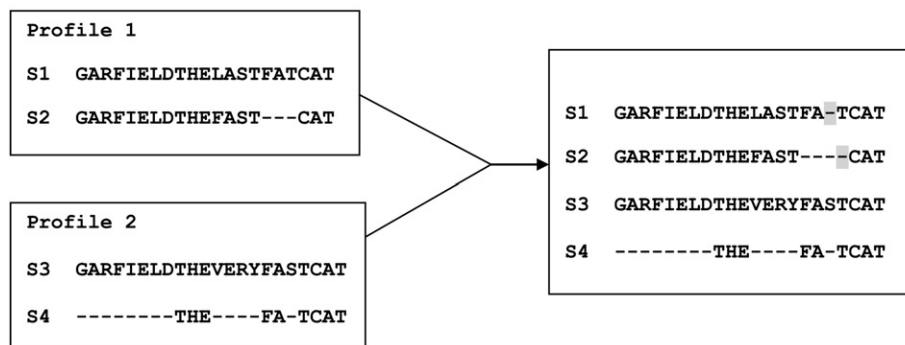 Profile 1
S1 GARFIELDTHELASTFATCAT
S2 GARFIELDTHEFAST---CAT
Profile 2
S3 GARFIELDTHEVERYFASTCAT
S4 --------THE----FA-TCAT
S1 GARFIELDTHELASTFA-TCAT
S2 GARFIELDTHEFAST----CAT
S3 GARFIELDTHEVERYFASTCAT
S4 --------THE----FA-TCAT